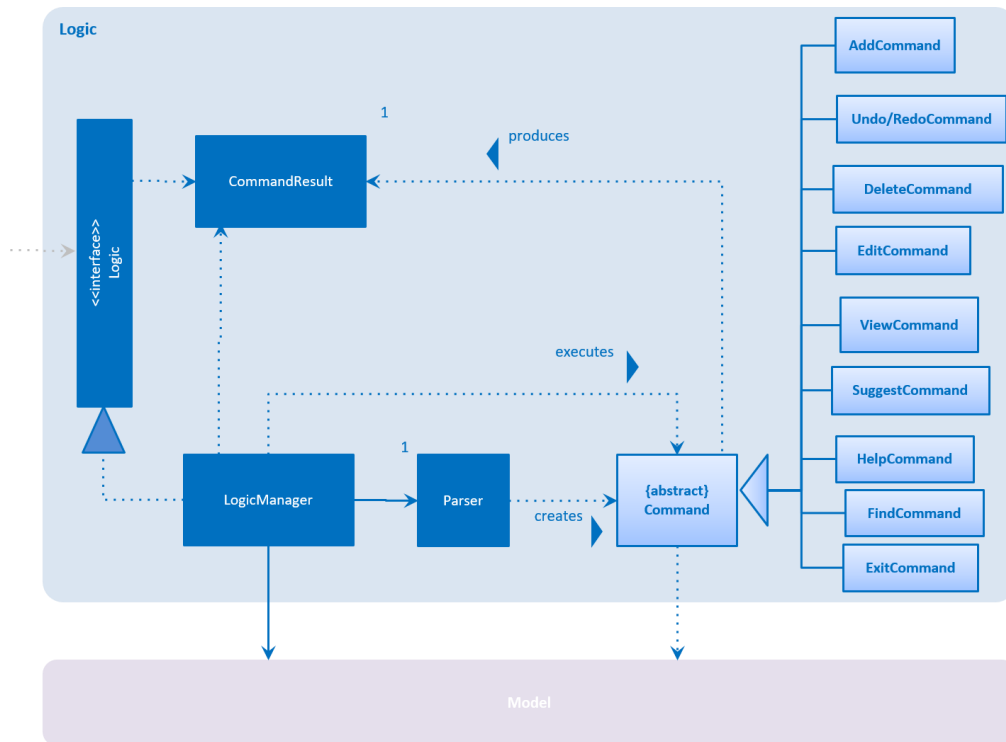 Logic
AddCommand
1
Undo/RedoCommand
produces
CommandResult
DeleteCommand
<<interface>>
Logic
EditCommand
ViewCommand
executes
SuggestCommand
1
HelpCommand
LogicManager
Parser
{abstract}
Command
creates
FindCommand
ExitCommand
Model